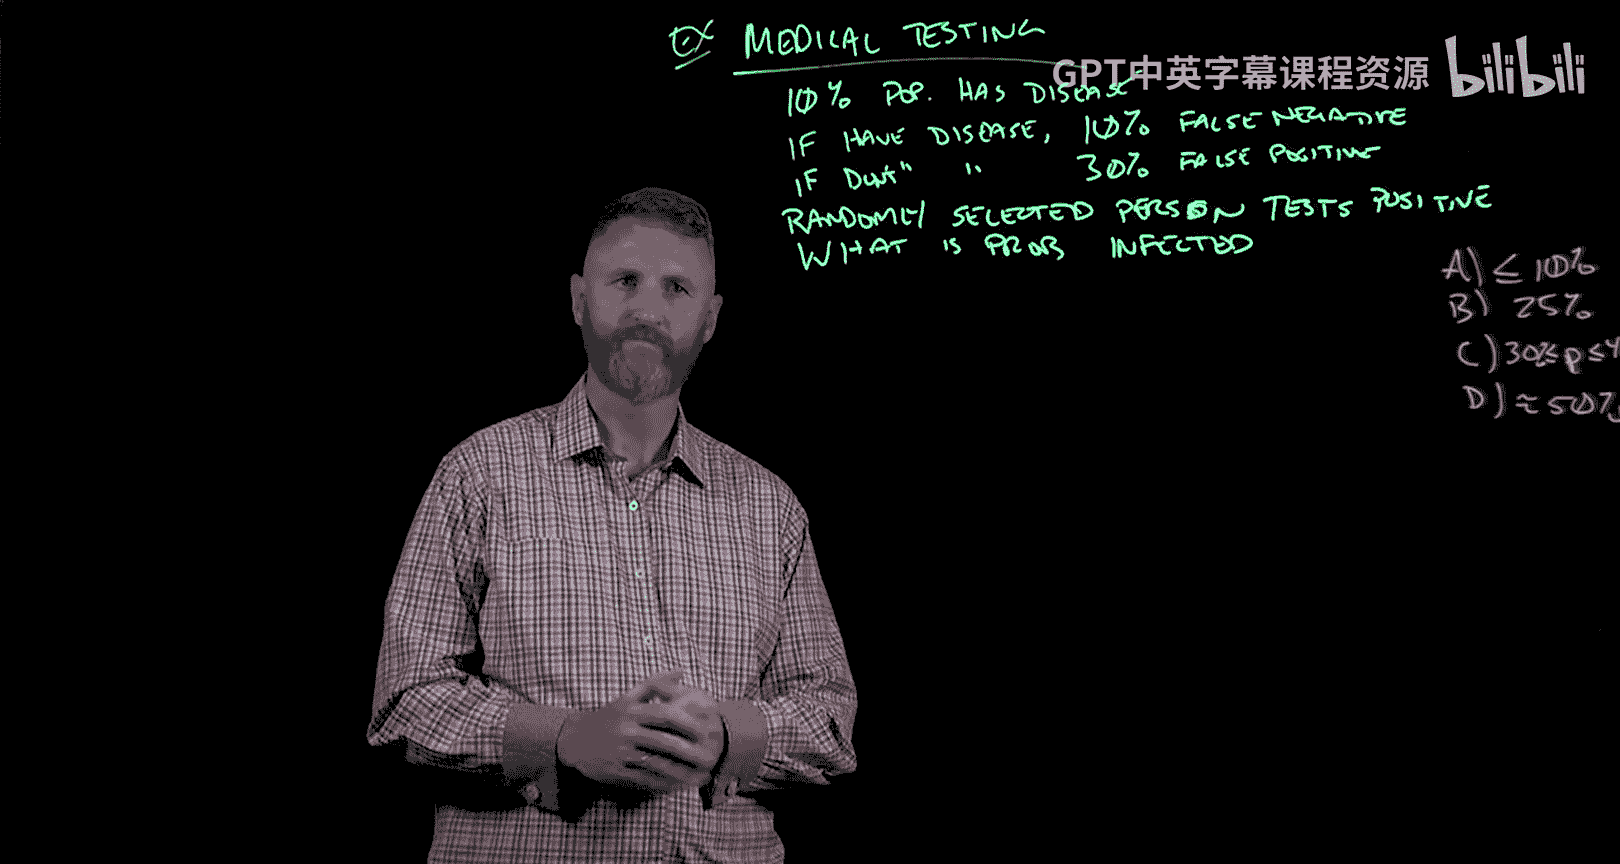 EX MEDICAL TESTING
GPT中英字幕课程资源 bilibili
10% POP. HAS DISEASE
IF HAVE DISEASE, 10% FALSE NEGATIVE
IF DON'T " " 30% FALSE POSITIVE
RANDOMLY SELECTED PERSON TESTS POSITIVE
WHAT IS PROB INFECTED
A) ≤ 10%
B) 25%
C) 30% ≤ p ≤ 4
D) ≈ 50%